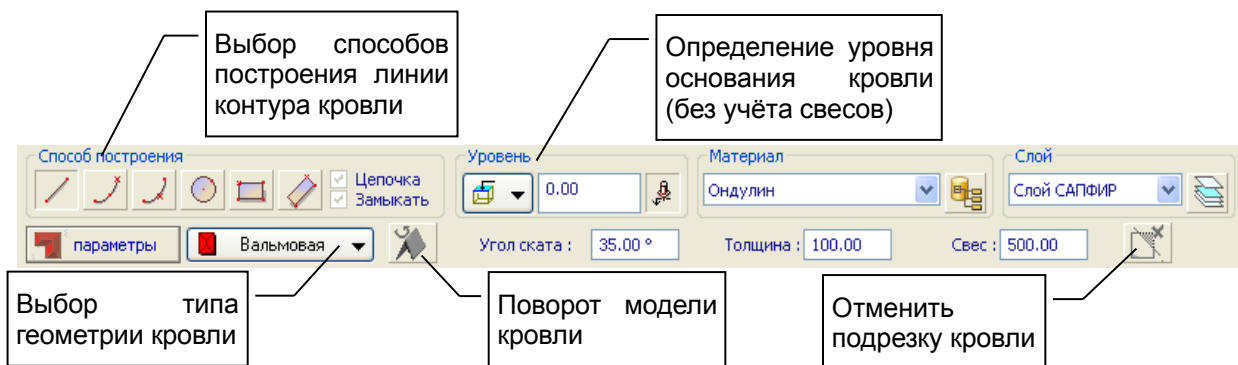 Выбор способов
построения линии
контура кровли
Определение уровня
основания кровли
(без учёта свесов)
Способ построения
Уровень
Материал
Слой
Цепочка
Замыкать
0.00
Ондулин
Слой САПФИР
параметры
Вальмовая
Угол ската :
35.00 °
Толщина :
100.00
Свес :
500.00
Выбор типа
геометрии кровли
Поворот модели
кровли
Отменить
подрезку кровли